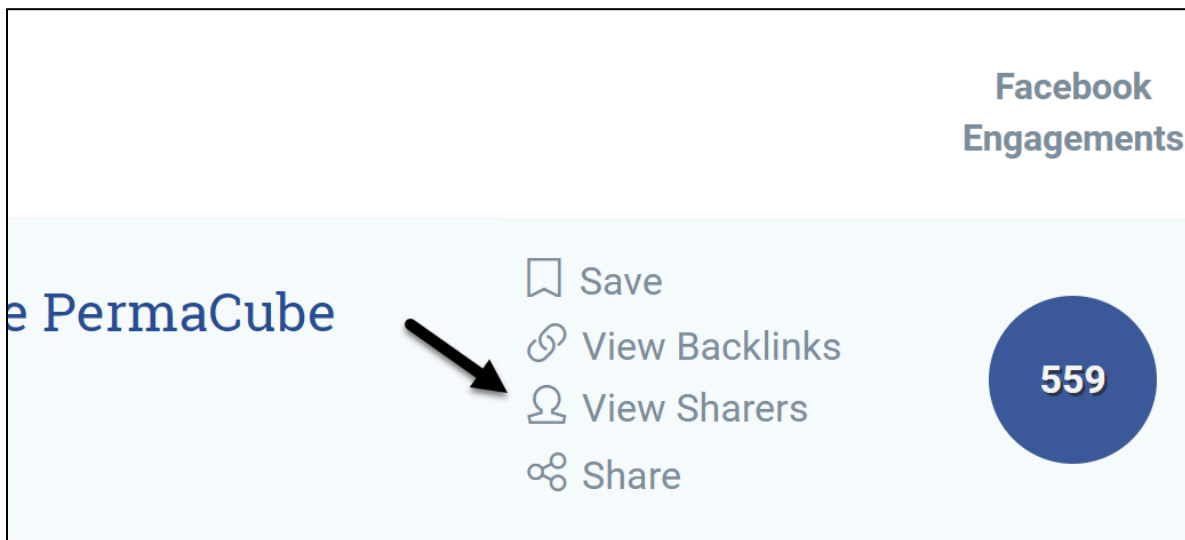 Facebook
Engagements
e PermaCube
Save
View Backlinks
View Sharers
Share
559